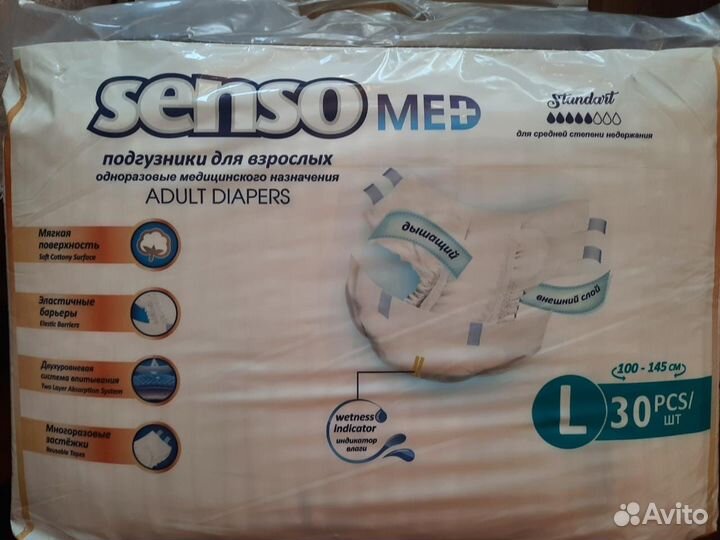 senso MED
Standart
для средней степени недержания
подгузники для взрослых
одноразовые медицинского назначения
ADULT DIAPERS
Мягкая
поверхность
Soft Cottony Surface
Эластичные
барьеры
Elastic Barriers
Двухуровневая
система впитывания
Two Layer Absorption System
Многоразовые
застёжки
Reusable Tapes
дышащий
внешний слой
wetness
indicator
индикатор
влаги
100 - 145 см
L 30 PCS/
ШТ
Avito